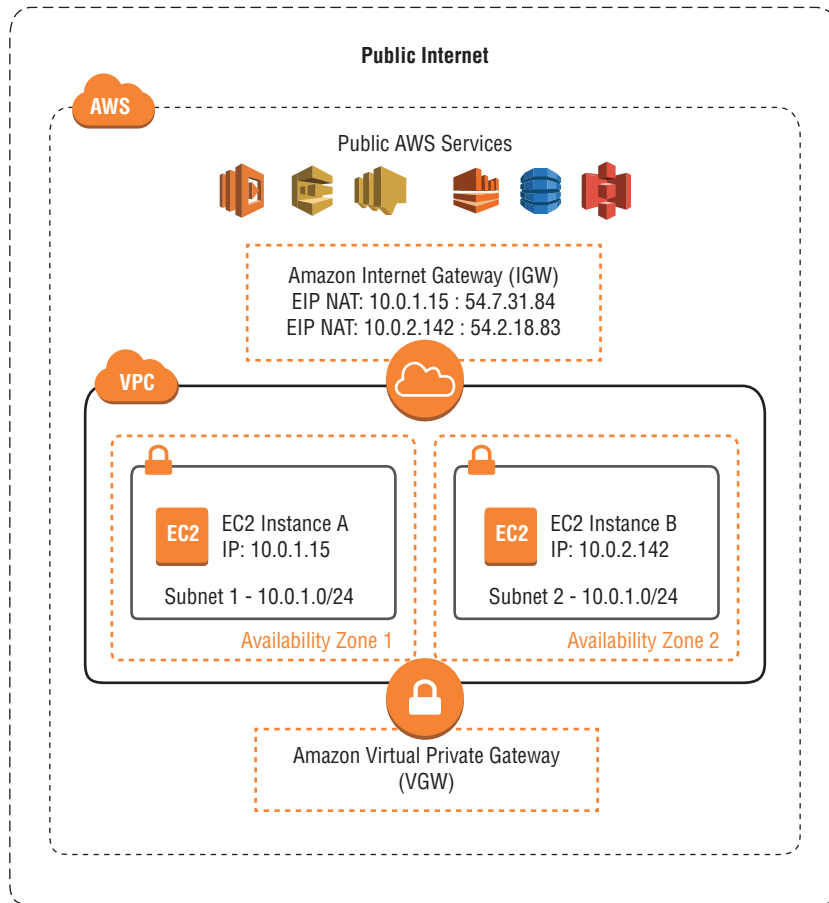 Public Internet
AWS
Public AWS Services
Amazon Internet Gateway (IGW)
EIP NAT: 10.0.1.15 : 54.7.31.84
EIP NAT: 10.0.2.142 : 54.2.18.83
VPC
EC2
EC2 Instance A
IP: 10.0.1.15
Subnet 1 - 10.0.1.0/24
Availability Zone 1
EC2
EC2 Instance B
IP: 10.0.2.142
Subnet 2 - 10.0.1.0/24
Availability Zone 2
Amazon Virtual Private Gateway
(VGW)